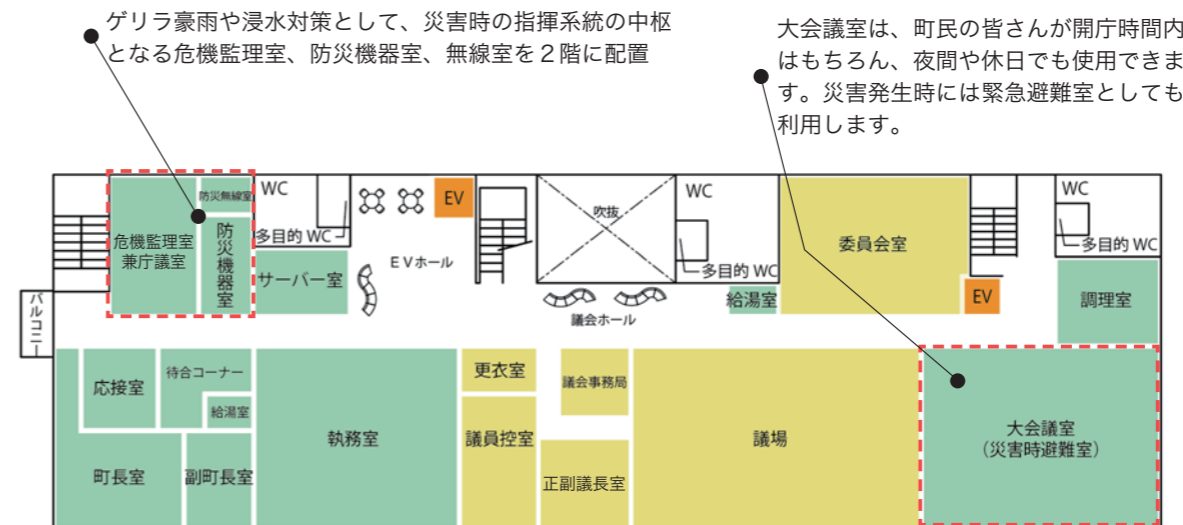 ゲリラ豪雨や浸水対策として、災害時の指揮系統の中枢
となる危機監理室、防災機器室、無線室を２階に配置
大会議室は、町民の皆さんが開庁時間内
はもちろん、夜間や休日でも使用できま
す。災害発生時には緊急避難室としても
利用します。
防災無線室
WC
EV
吹抜
WC
WC
危機監理室
兼庁議室
防災機器室
多目的 WC
委員会室
多目的 WC
サーバー室
ＥＶホール
多目的 WC
バルコニー
給湯室
EV
調理室
議会ホール
応接室
待合コーナー
給湯室
更衣室
議会事務局
執務室
議員控室
議場
大会議室
（災害時避難室）
町長室
副町長室
正副議長室